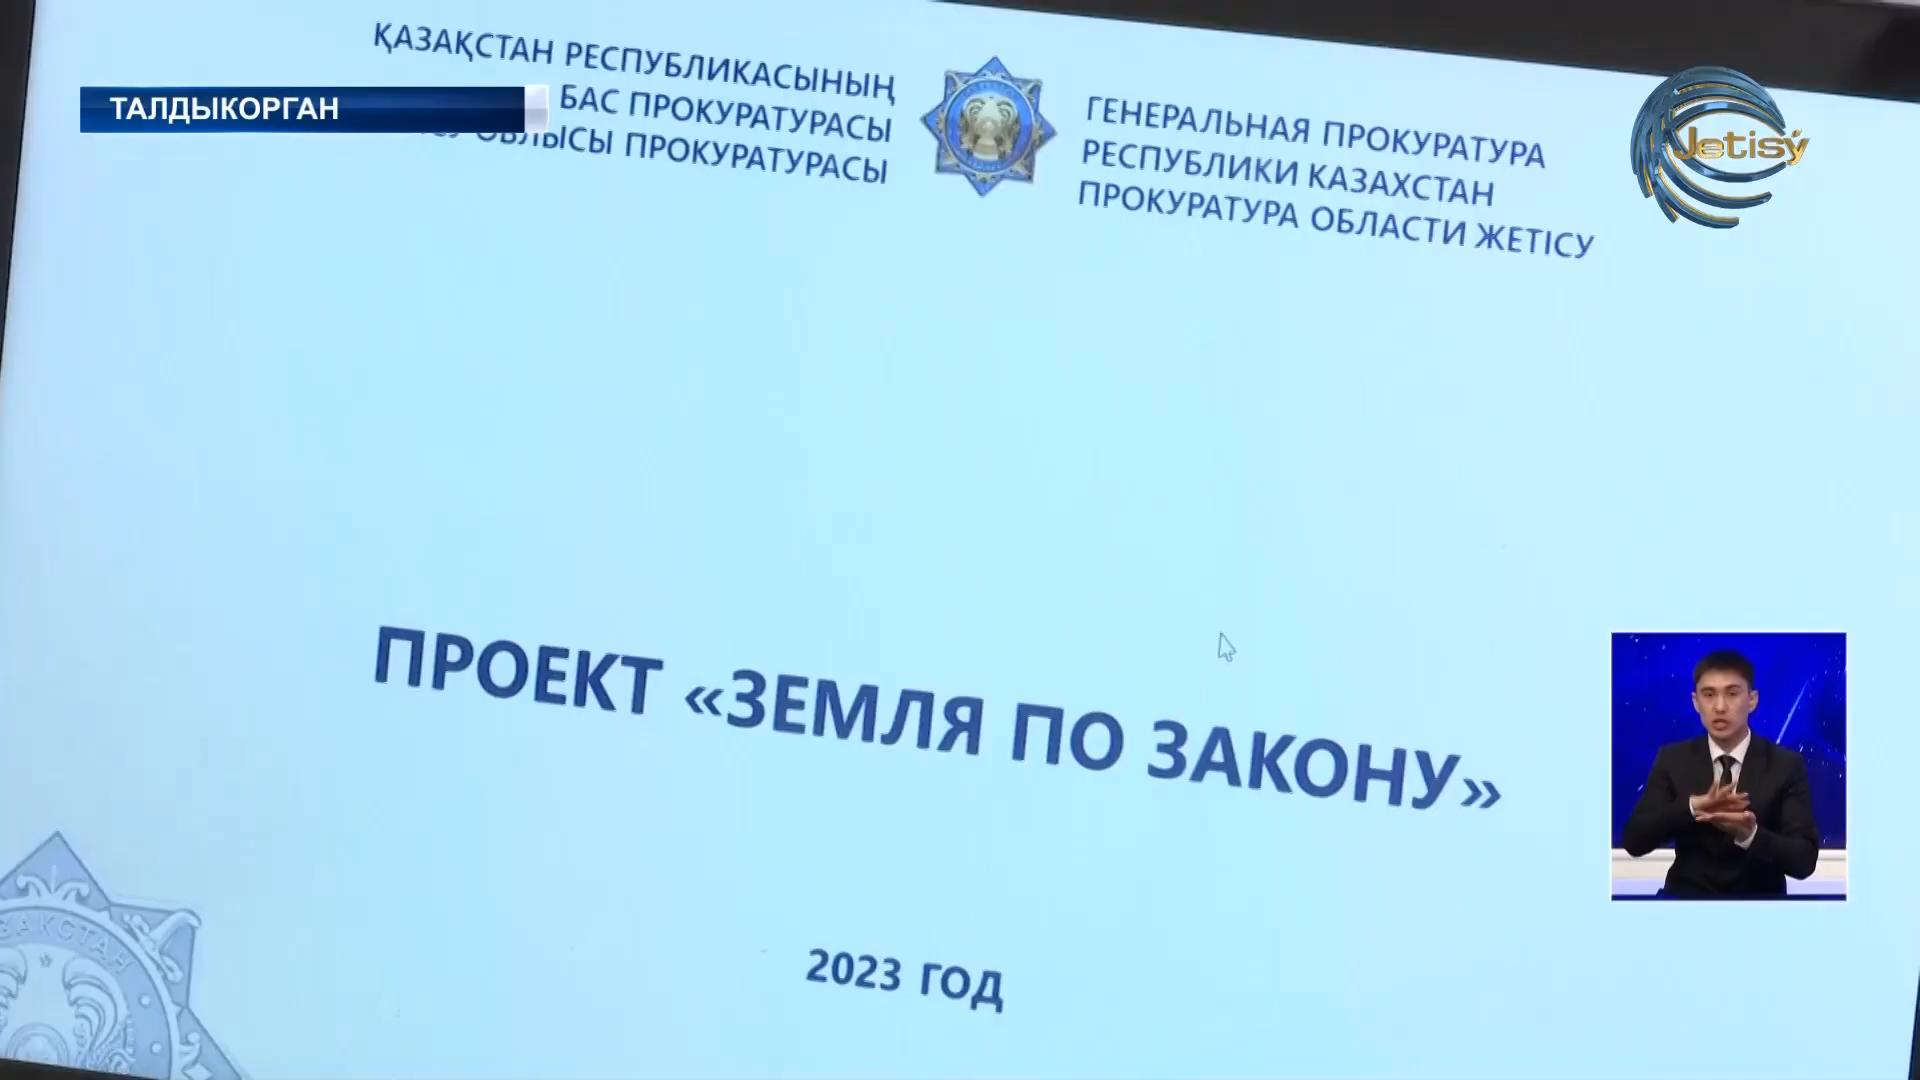 ҚАЗАҚСТАН РЕСПУБЛИКАСЫНЫҢ
БАС ПРОКУРАТУРАСЫ
ОБЛЫСЫ ПРОКУРАТУРАСЫ
ГЕНЕРАЛЬНАЯ ПРОКУРАТУРА
РЕСПУБЛИКИ КАЗАХСТАН
ПРОКУРАТУРА ОБЛАСТИ ЖЕТІСУ
ТАЛДЫКОРГАН
Jetisý
ПРОЕКТ «ЗЕМЛЯ ПО ЗАКОНУ»
2023 ГОД